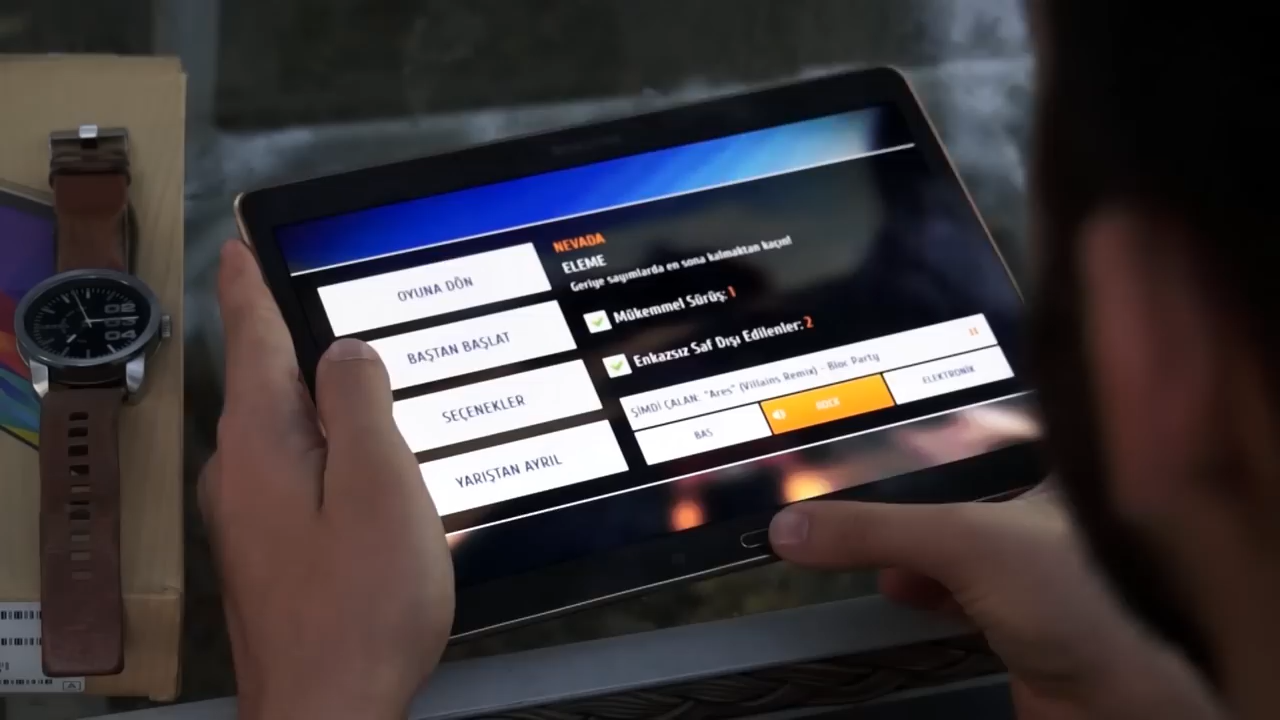 NEVADA
ELEME
Geriye sayımlarda en sona kalmaktan kaçın!
OYUNA DÖN
Mükemmel Sürüş: 1
BAŞTAN BAŞLAT
Enkazsız Saf Dışı Edilenler: 2
SEÇENEKLER
ŞİMDİ ÇALAN: "Ares" (Villains Remix) - Bloc Party
BAS
ROCK
ELEKTRONİK
YARIŞTAN AYRIL